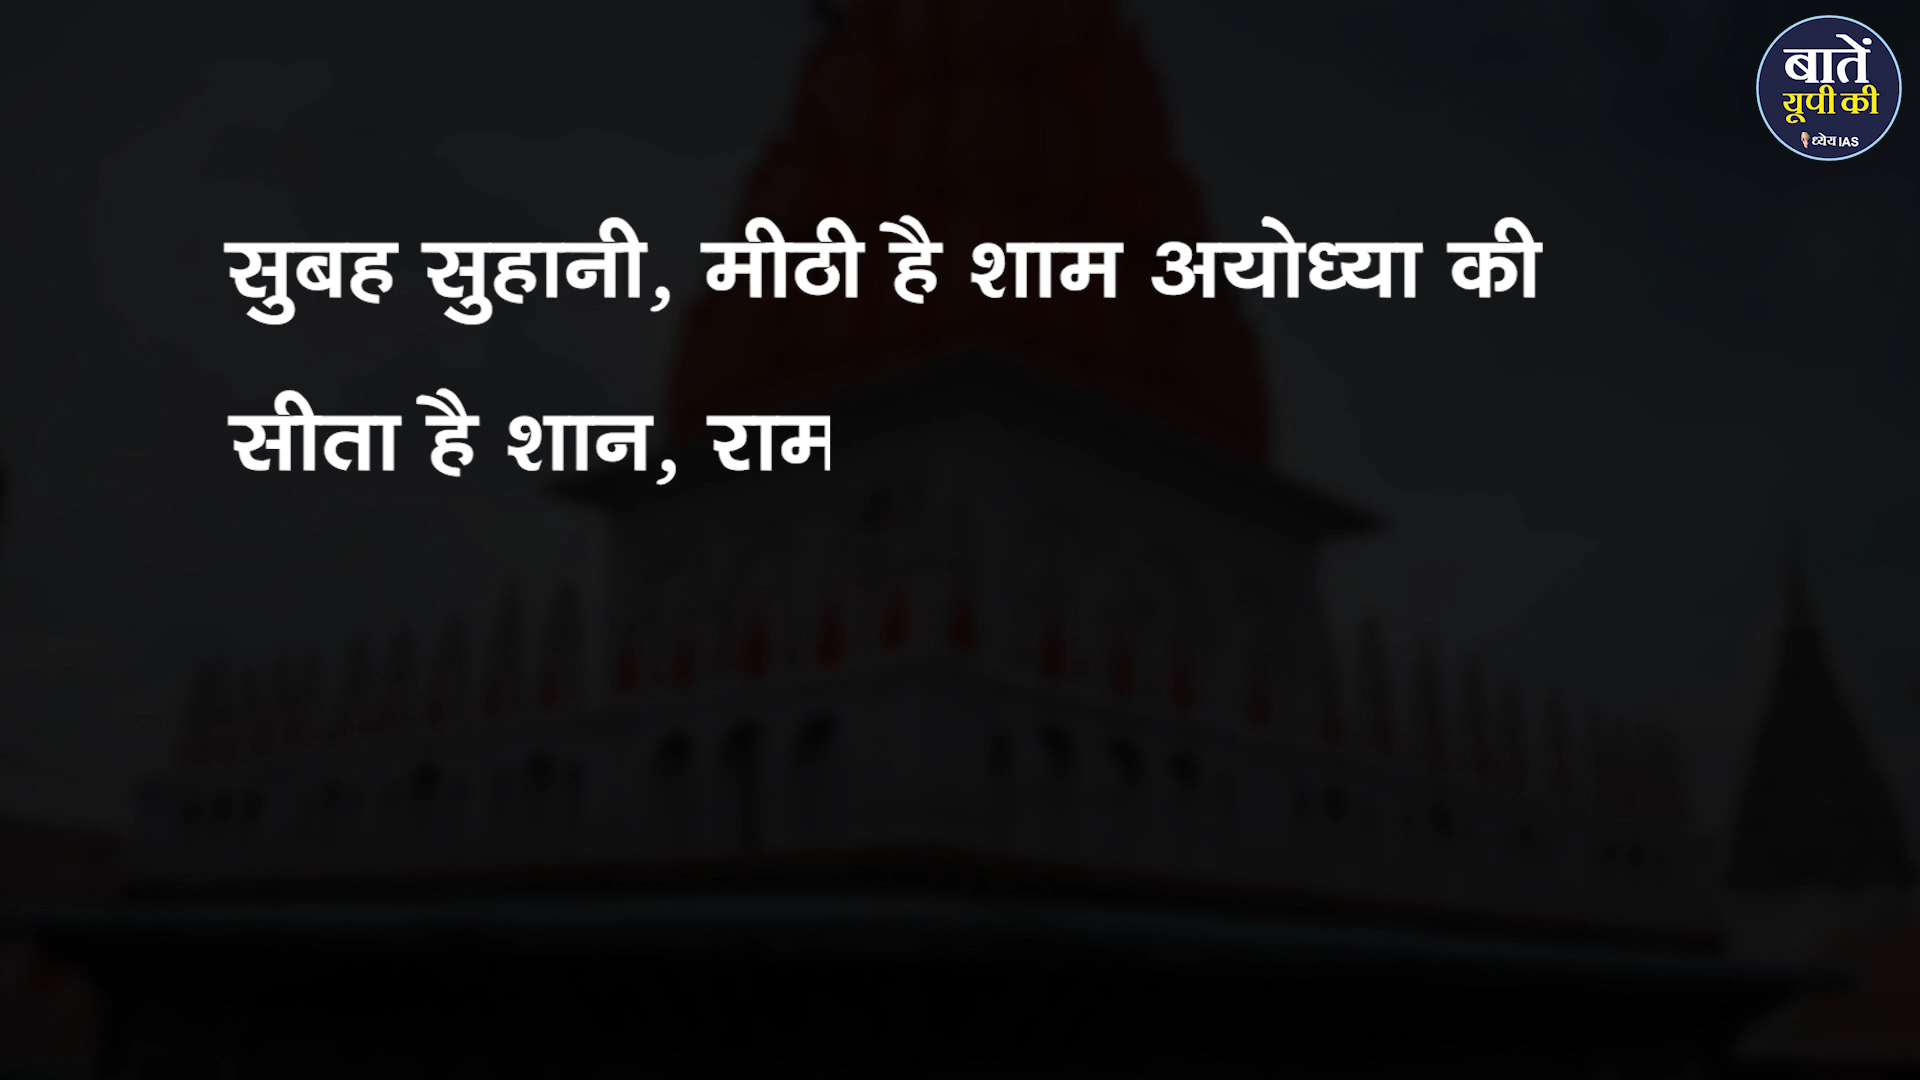 बातें
यूपी की
ध्येय IAS
सुबह सुहानी, मीठी है शाम अयोध्या की
सीता है शान, राम